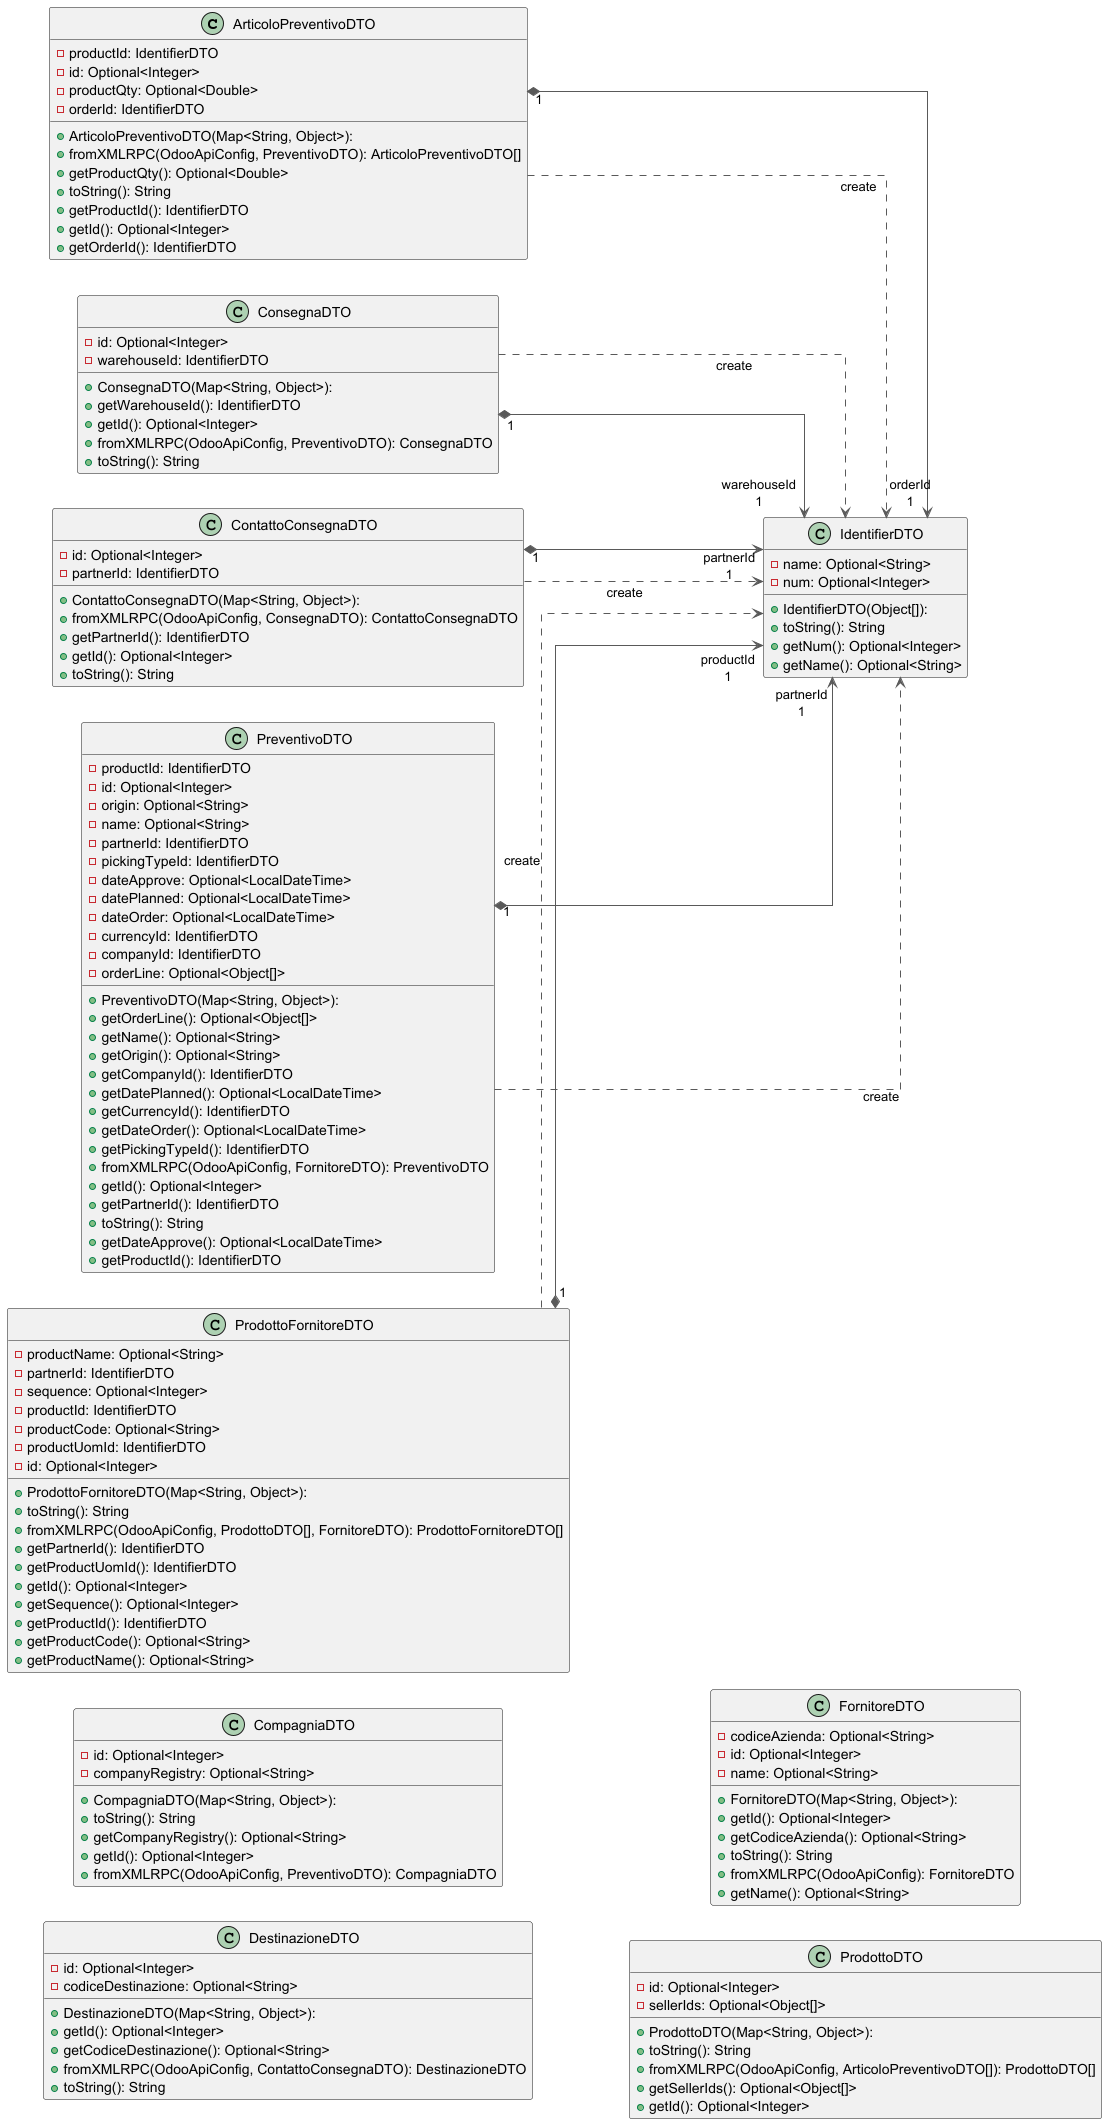 C ArticoloPreventivoDTO
productId: IdentifierDTO
id: Optional<Integer>
productQty: Optional<Double>
orderId: IdentifierDTO
ArticoloPreventivoDTO(Map<String, Object>):
fromXMLRPC(OdooApiConfig, PreventivoDTO): ArticoloPreventivoDTO[]
getProductQty(): Optional<Double>
toString(): String
getProductId(): IdentifierDTO
getId(): Optional<Integer>
getOrderId(): IdentifierDTO
1
create
C ConsegnaDTO
id: Optional<Integer>
warehouseId: IdentifierDTO
ConsegnaDTO(Map<String, Object>):
getWarehouseId(): IdentifierDTO
getId(): Optional<Integer>
fromXMLRPC(OdooApiConfig, PreventivoDTO): ConsegnaDTO
toString(): String
create
1
warehouseId
1
orderId
1
C ContattoConsegnaDTO
id: Optional<Integer>
partnerId: IdentifierDTO
ContattoConsegnaDTO(Map<String, Object>):
fromXMLRPC(OdooApiConfig, ConsegnaDTO): ContattoConsegnaDTO
getPartnerId(): IdentifierDTO
getId(): Optional<Integer>
toString(): String
1
partnerId
1
create
productId
1
C IdentifierDTO
name: Optional<String>
num: Optional<Integer>
IdentifierDTO(Object[]):
toString(): String
getNum(): Optional<Integer>
getName(): Optional<String>
partnerId
1
C PreventivoDTO
productId: IdentifierDTO
id: Optional<Integer>
origin: Optional<String>
name: Optional<String>
partnerId: IdentifierDTO
pickingTypeId: IdentifierDTO
dateApprove: Optional<LocalDateTime>
datePlanned: Optional<LocalDateTime>
dateOrder: Optional<LocalDateTime>
currencyId: IdentifierDTO
companyId: IdentifierDTO
orderLine: Optional<Object[]>
PreventivoDTO(Map<String, Object>):
getOrderLine(): Optional<Object[]>
getName(): Optional<String>
getOrigin(): Optional<String>
getCompanyId(): IdentifierDTO
getDatePlanned(): Optional<LocalDateTime>
getCurrencyId(): IdentifierDTO
getDateOrder(): Optional<LocalDateTime>
getPickingTypeId(): IdentifierDTO
fromXMLRPC(OdooApiConfig, FornitoreDTO): PreventivoDTO
getId(): Optional<Integer>
getPartnerId(): IdentifierDTO
toString(): String
getDateApprove(): Optional<LocalDateTime>
getProductId(): IdentifierDTO
create
1
create
1
C ProdottoFornitoreDTO
productName: Optional<String>
partnerId: IdentifierDTO
sequence: Optional<Integer>
productId: IdentifierDTO
productCode: Optional<String>
productUomId: IdentifierDTO
id: Optional<Integer>
ProdottoFornitoreDTO(Map<String, Object>):
toString(): String
fromXMLRPC(OdooApiConfig, ProdottoDTO[], FornitoreDTO): ProdottoFornitoreDTO[]
getPartnerId(): IdentifierDTO
getProductUomId(): IdentifierDTO
getId(): Optional<Integer>
getSequence(): Optional<Integer>
getProductId(): IdentifierDTO
getProductCode(): Optional<String>
getProductName(): Optional<String>
C CompagniaDTO
id: Optional<Integer>
companyRegistry: Optional<String>
CompagniaDTO(Map<String, Object>):
toString(): String
getCompanyRegistry(): Optional<String>
getId(): Optional<Integer>
fromXMLRPC(OdooApiConfig, PreventivoDTO): CompagniaDTO
C FornitoreDTO
codiceAzienda: Optional<String>
id: Optional<Integer>
name: Optional<String>
FornitoreDTO(Map<String, Object>):
getId(): Optional<Integer>
getCodiceAzienda(): Optional<String>
toString(): String
fromXMLRPC(OdooApiConfig): FornitoreDTO
getName(): Optional<String>
C DestinazioneDTO
id: Optional<Integer>
codiceDestinazione: Optional<String>
DestinazioneDTO(Map<String, Object>):
getId(): Optional<Integer>
getCodiceDestinazione(): Optional<String>
fromXMLRPC(OdooApiConfig, ContattoConsegnaDTO): DestinazioneDTO
toString(): String
C ProdottoDTO
id: Optional<Integer>
sellerIds: Optional<Object[]>
ProdottoDTO(Map<String, Object>):
toString(): String
fromXMLRPC(OdooApiConfig, ArticoloPreventivoDTO[]): ProdottoDTO[]
getSellerIds(): Optional<Object[]>
getId(): Optional<Integer>